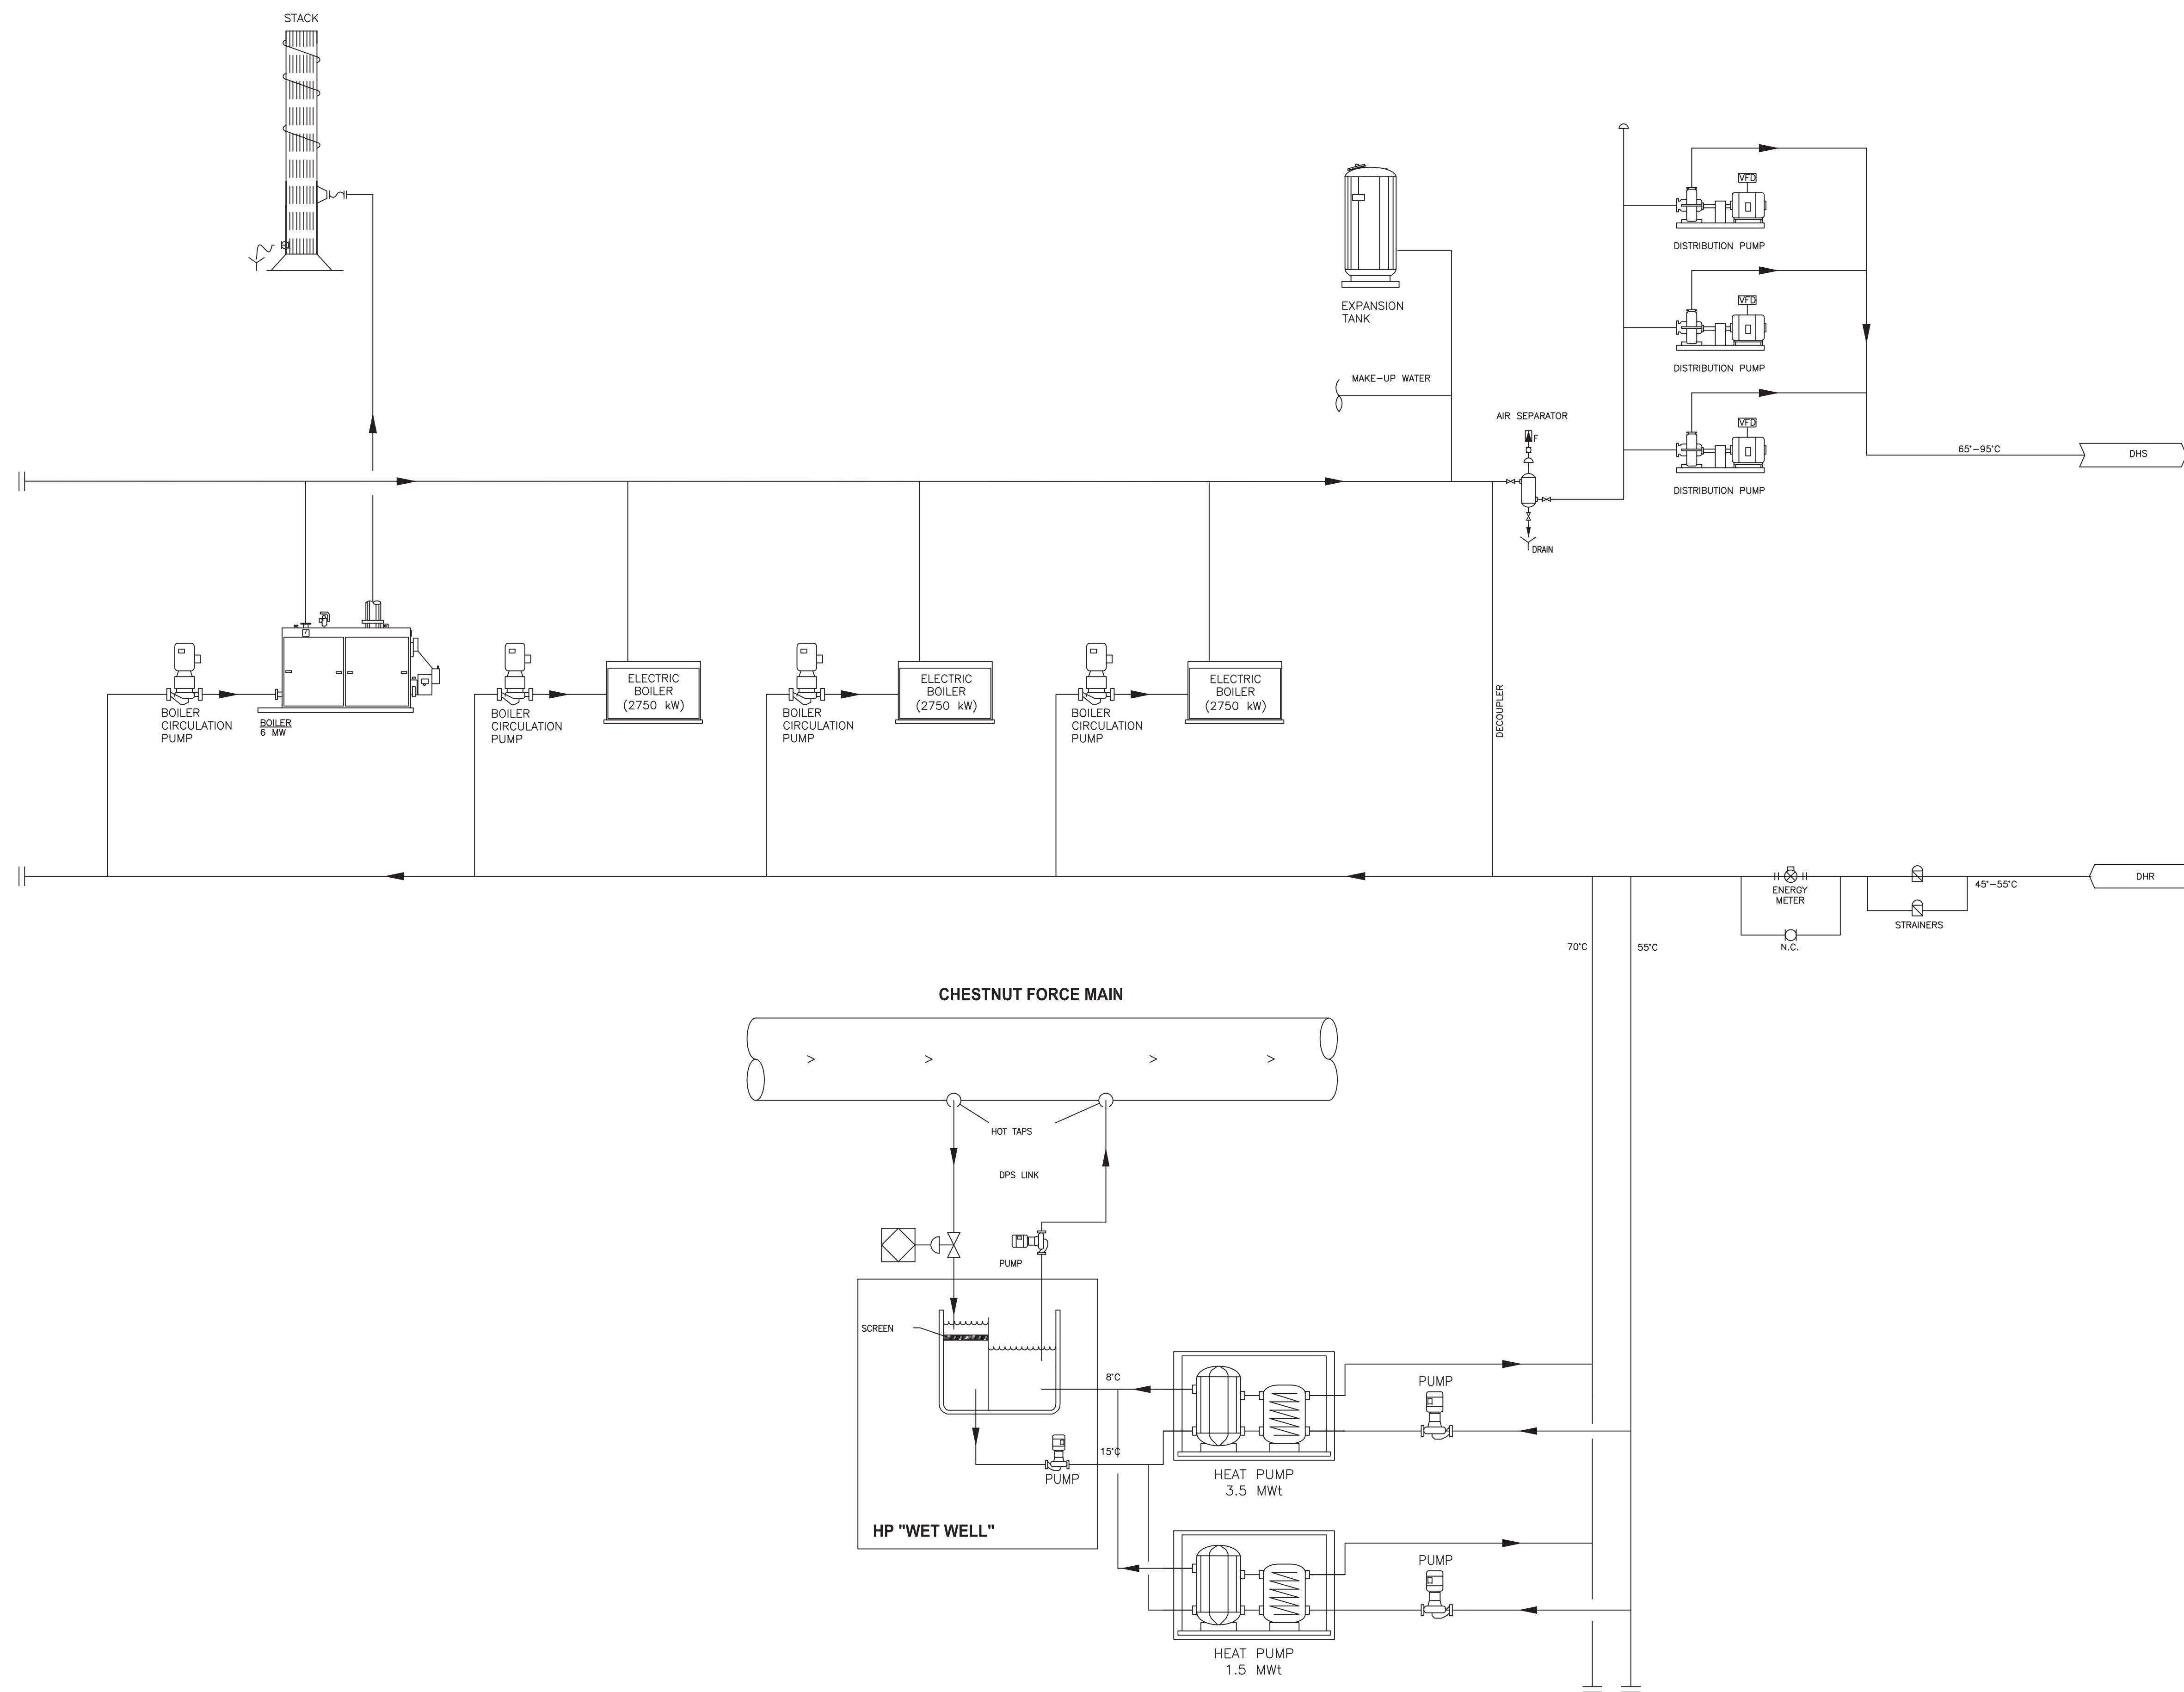 STACK
VFD
DISTRIBUTION PUMP
EXPANSION
TANK
VFD
DISTRIBUTION PUMP
MAKE-UP WATER
AIR SEPARATOR
F
VFD
DISTRIBUTION PUMP
65°-95°C
DHS
DRAIN
BOILER
CIRCULATION
PUMP
BOILER
6 MW
BOILER
CIRCULATION
PUMP
ELECTRIC
BOILER
(2750 kW)
BOILER
CIRCULATION
PUMP
ELECTRIC
BOILER
(2750 kW)
BOILER
CIRCULATION
PUMP
ELECTRIC
BOILER
(2750 kW)
DECOUPLER
ENERGY
METER
N.C.
STRAINERS
45°-55°C
DHR
70°C
55°C
CHESTNUT FORCE MAIN
> > > >
HOT TAPS
DPS LINK
PUMP
SCREEN
8°C
15°C
PUMP
HP "WET WELL"
PUMP
HEAT PUMP
3.5 MWt
PUMP
HEAT PUMP
1.5 MWt